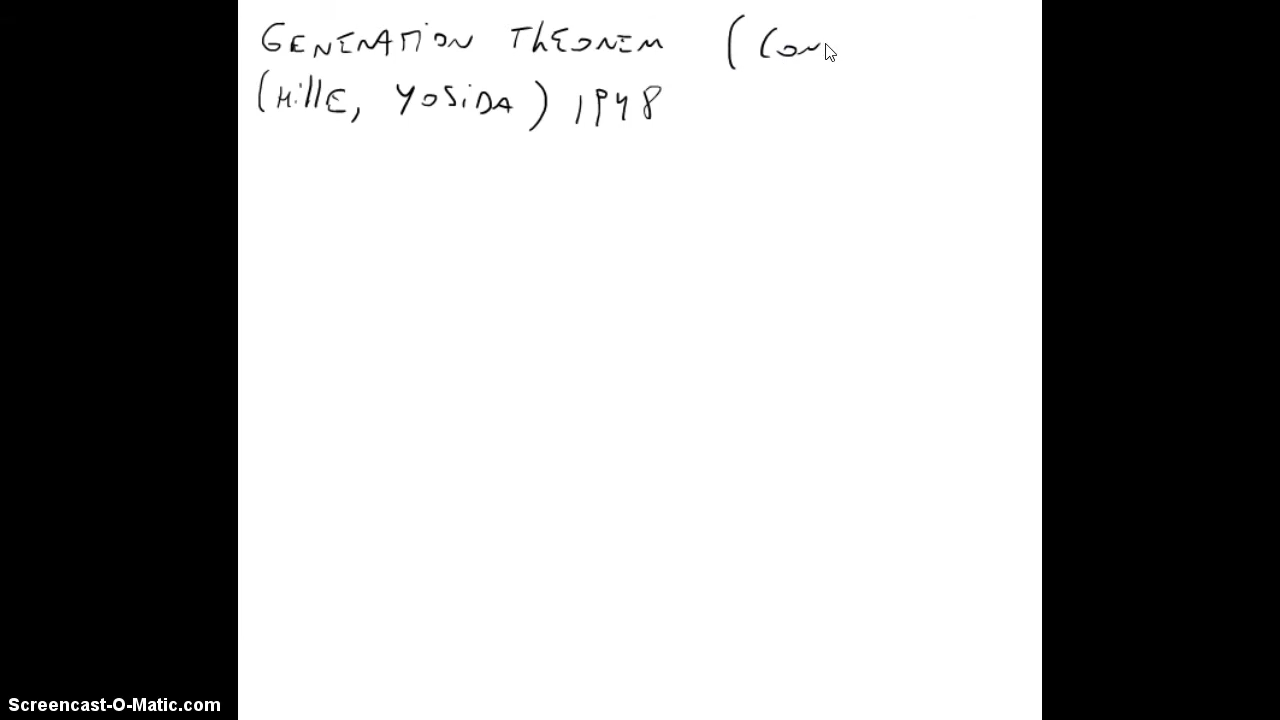 GENERATION THEOREM ( Con
(Hille, YOSIDA) 1948
Screencast-O-Matic.com